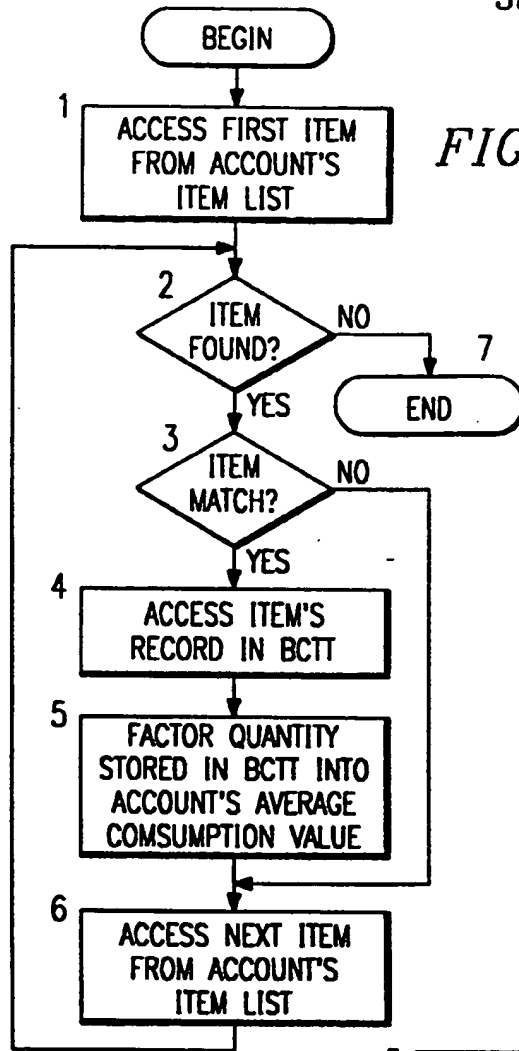 BEGIN
1
ACCESS FIRST ITEM
FROM ACCOUNT'S
ITEM LIST
FIG
2
ITEM
FOUND?
NO
7
END
YES
3
ITEM
MATCH?
NO
YES
4
ACCESS ITEM'S
RECORD IN BCTT
5
FACTOR QUANTITY
STORED IN BCTT INTO
ACCOUNT'S AVERAGE
COMSUMPTION VALUE
6
ACCESS NEXT ITEM
FROM ACCOUNT'S
ITEM LIST